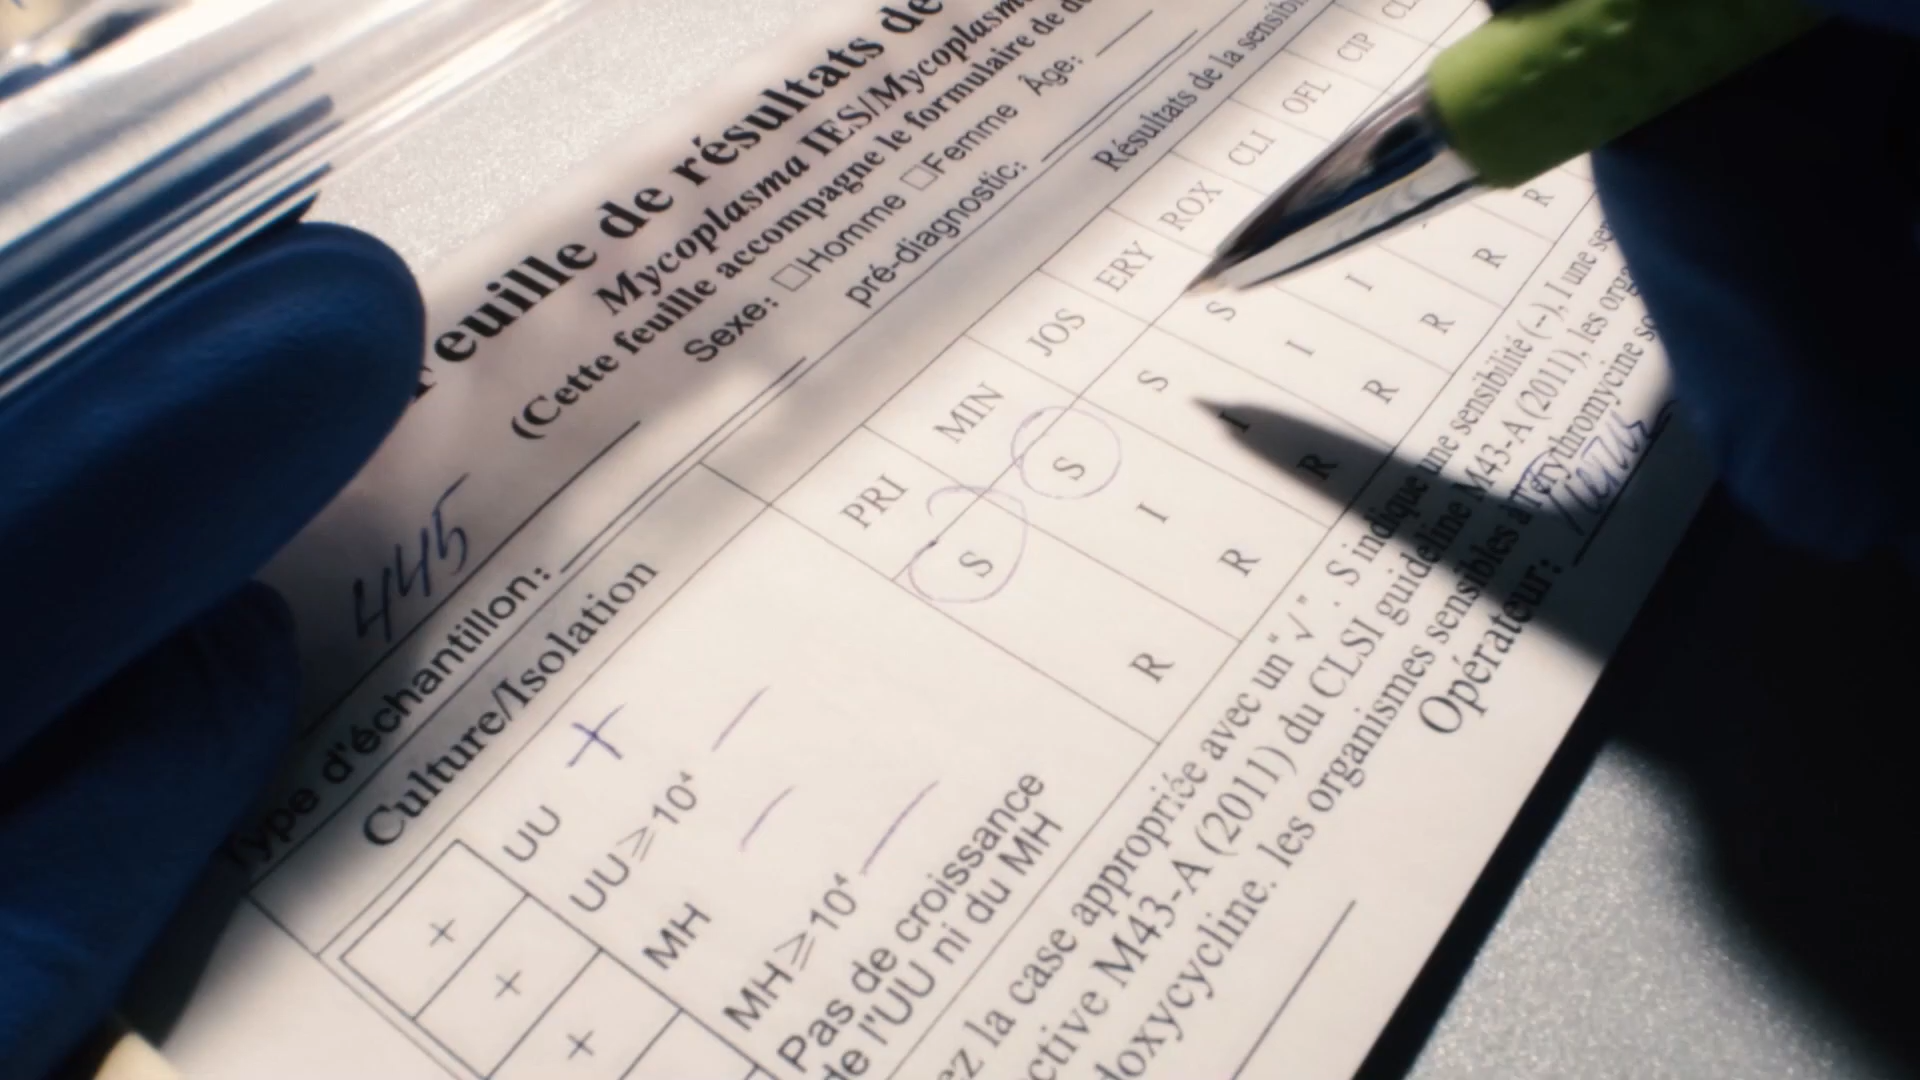 Feuille de résultats de
Mycoplasma IES/Mycoplasm
(Cette feuille accompagne le formulaire de
Sexe: □Homme □Femme Âge:
pré-diagnostic:
445
Type d'échantillon:
Culture/Isolation
Résultats de la sensibi
PRI MIN JOS ERY ROX CLI OFL CIP
S S S S
I I I I
R R R R R R
UU +
UU ⩾ 10⁴ —
MH —
MH ⩾ 10⁴ —
Pas de croissance
de l'UU ni du MH
+
+
+
ez la case appropriée avec un "√". S indique une sensibilité (–), I une se
ctive M43-A (2011) du CLSI guideline M43-A (2011), les orga
doxycycline. les organismes sensibles à l'erythromycine so
Opérateur: